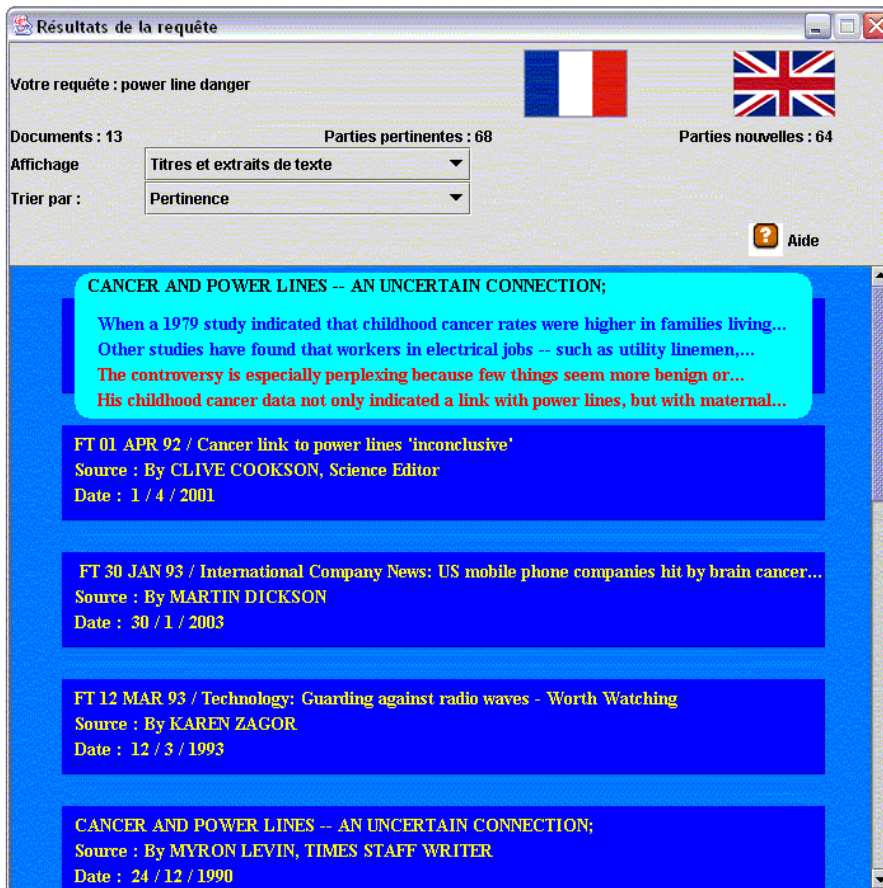 Résultats de la requête
Votre requête : power line danger
Documents : 13 Parties pertinentes : 68 Parties nouvelles : 64
Affichage Titres et extraits de texte
Trier par : Pertinence
? Aide
CANCER AND POWER LINES -- AN UNCERTAIN CONNECTION;
When a 1979 study indicated that childhood cancer rates were higher in families living...
Other studies have found that workers in electrical jobs -- such as utility linemen,...
The controversy is especially perplexing because few things seem more benign or...
His childhood cancer data not only indicated a link with power lines, but with maternal...
FT 01 APR 92 / Cancer link to power lines 'inconclusive'
Source : By CLIVE COOKSON, Science Editor
Date : 1 / 4 / 2001
FT 30 JAN 93 / International Company News: US mobile phone companies hit by brain cancer...
Source : By MARTIN DICKSON
Date : 30 / 1 / 2003
FT 12 MAR 93 / Technology: Guarding against radio waves - Worth Watching
Source : By KAREN ZAGOR
Date : 12 / 3 / 1993
CANCER AND POWER LINES -- AN UNCERTAIN CONNECTION;
Source : By MYRON LEVIN, TIMES STAFF WRITER
Date : 24 / 12 / 1990